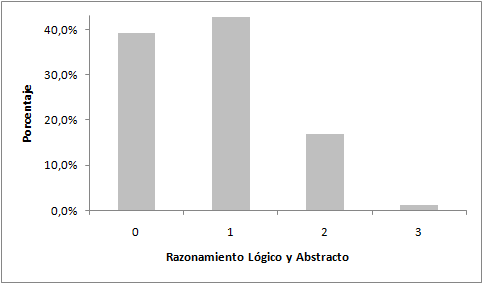 40,0%
30,0%
20,0%
10,0%
0,0%
Porcentaje
0 1 2 3
Razonamiento Lógico y Abstracto